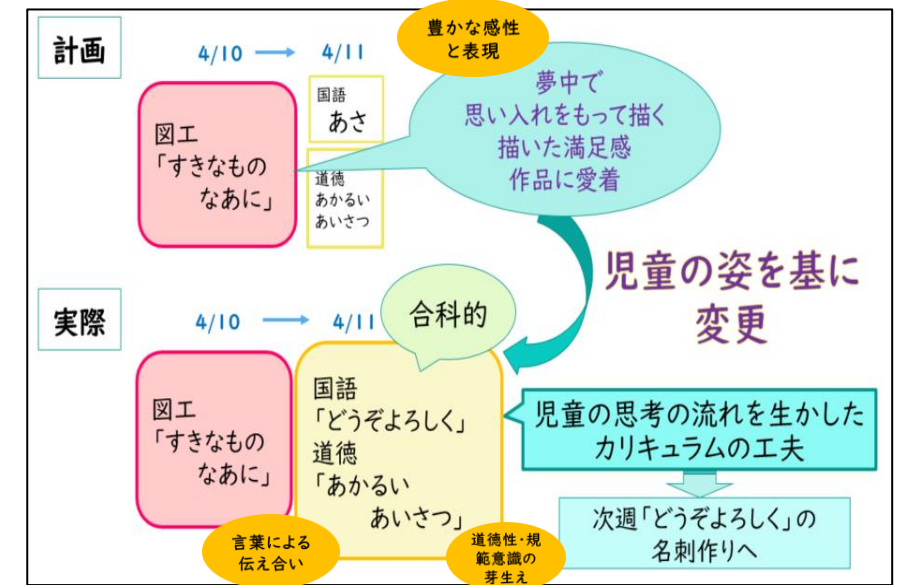 計画
4/10
4/11
豊かな感性
と表現
図工
「すきなもの
なあに」
国語
あさ
道徳
あかるい
あいさつ
夢中で
思い入れをもって描く
描いた満足感
作品に愛着
児童の姿を基に
変更
実際
4/10
4/11
合科的
図工
「すきなもの
なあに」
国語
「どうぞよろしく」
道徳
「あかるい
あいさつ」
言葉による
伝え合い
道徳性・規
範意識の
芽生え
児童の思考の流れを生かした
カリキュラムの工夫
次週「どうぞよろしく」の
名刺作りへ